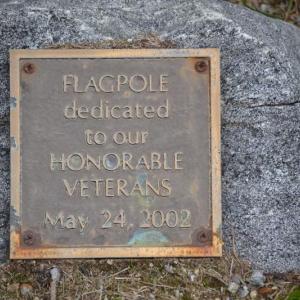 FLAGPOLE
dedicated
to our
HONORABLE
VETERANS
May 24, 2002